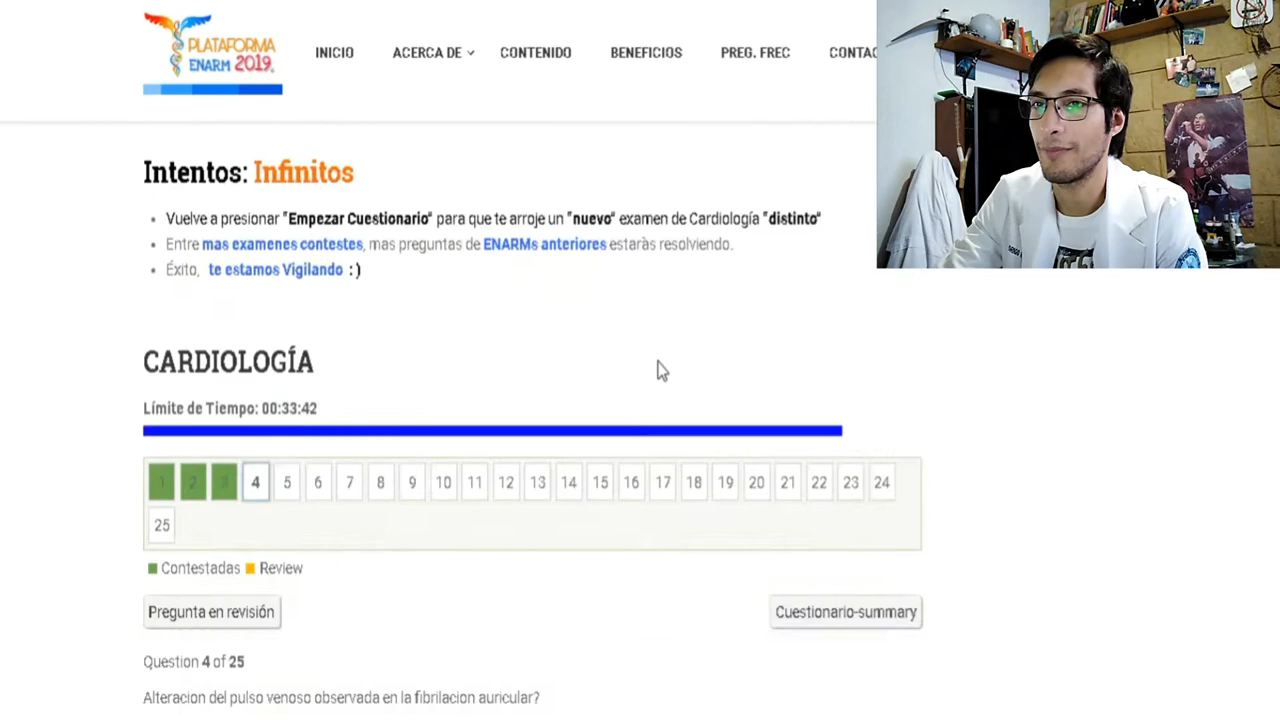 PLATAFORMA
ENARM 2019
INICIO
ACERCA DE
CONTENIDO
BENEFICIOS
PREG. FREC
CONTAC
Intentos: Infinitos
Vuelve a presionar "Empezar Cuestionario" para que te arroje un "nuevo" examen de Cardiología "distinto"
Entre mas examenes contestes, mas preguntas de ENARMs anteriores estaràs resolviendo.
Éxito, te estamos Vigilando : )
CARDIOLOGÍA
Límite de Tiempo: 00:33:42
1 2 3 4 5 6 7 8 9 10 11 12 13 14 15 16 17 18 19 20 21 22 23 24
25
Contestadas Review
Pregunta en revisión
Cuestionario-summary
Question 4 of 25
Alteracion del pulso venoso observada en la fibrilacion auricular?